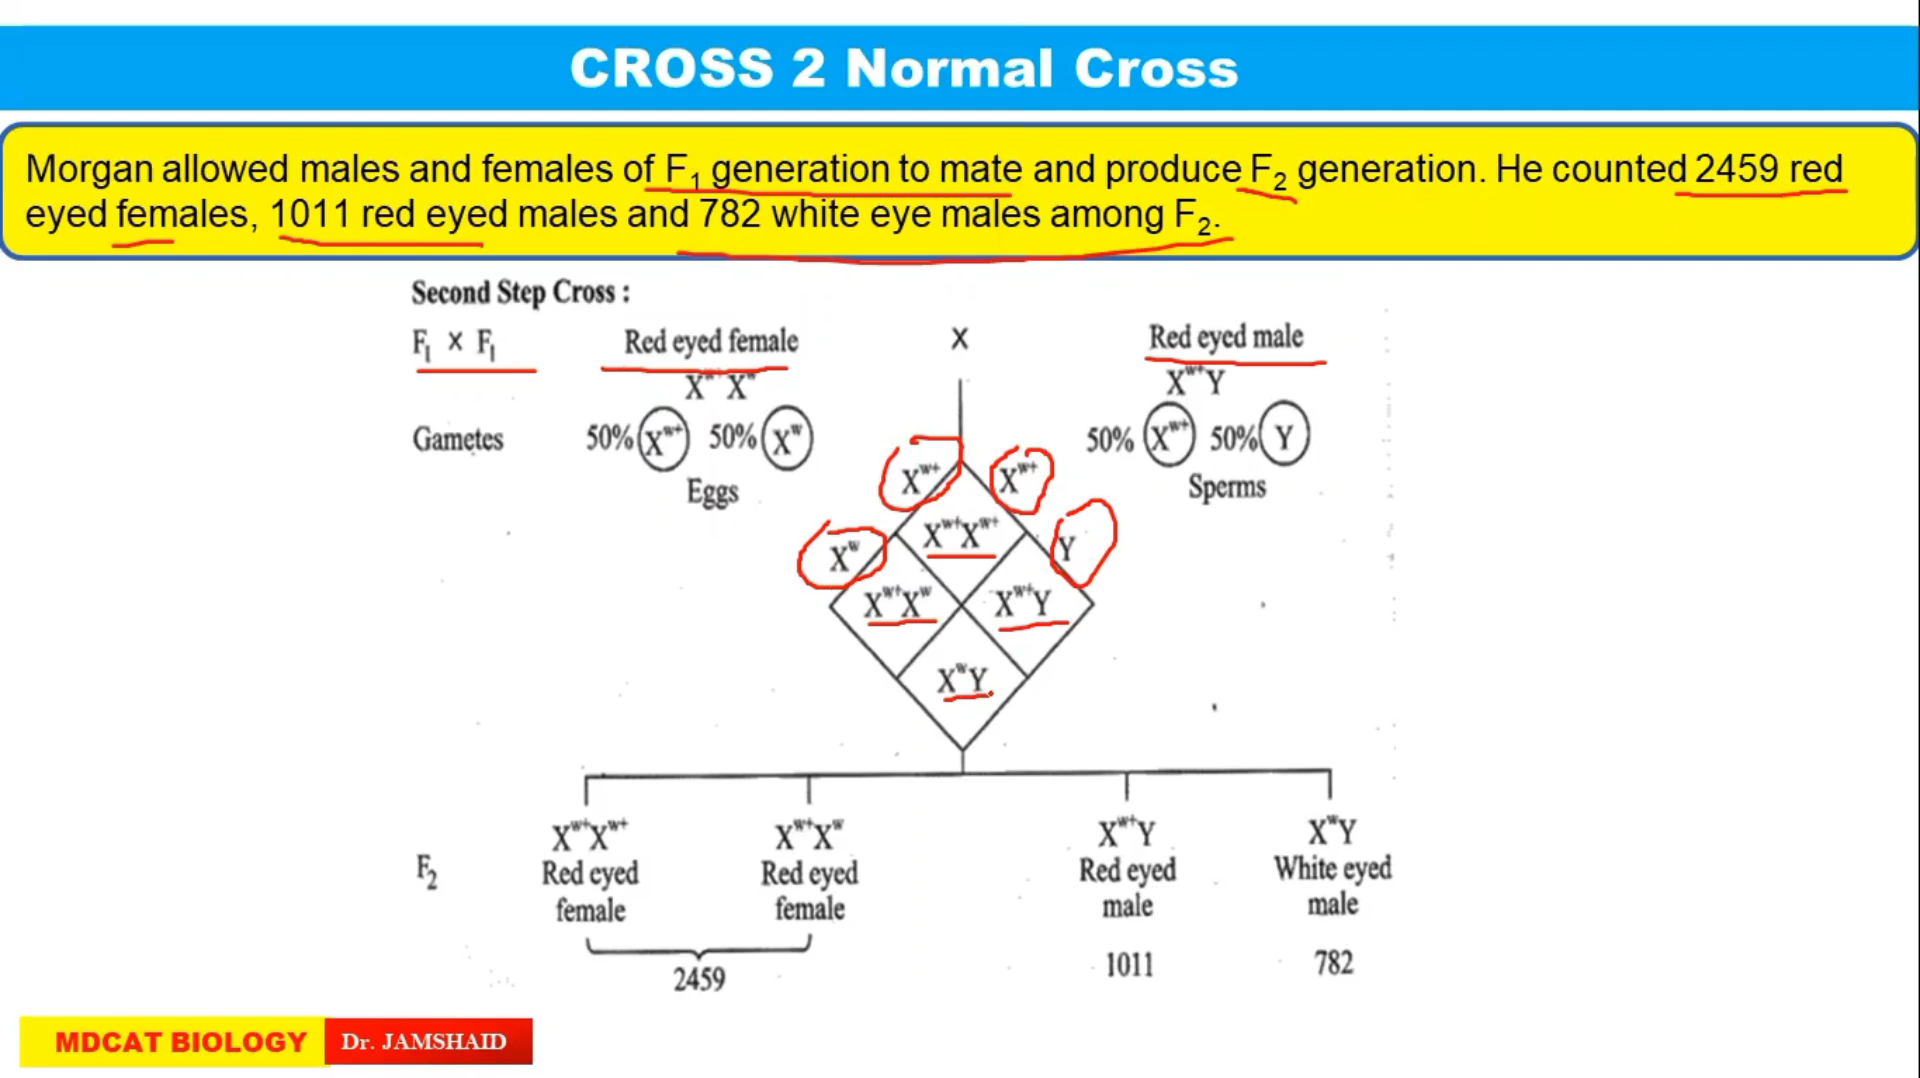 CROSS 2 Normal Cross
Morgan allowed males and females of F₁ generation to mate and produce F₂ generation. He counted 2459 red
eyed females, 1011 red eyed males and 782 white eye males among F₂.
Second Step Cross :
F₁ × F₁ Red eyed female X Red eyed male
Xʷ⁺ Xʷ Xʷ⁺Y
Gametes 50% Xʷ⁺ 50% Xʷ 50% Xʷ⁺ 50% Y
Eggs Sperms
Xʷ⁺ Xʷ⁺
Xʷ Xʷ⁺Xʷ⁺ Y
Xʷ⁺Xʷ Xʷ⁺Y
XʷY
Xʷ⁺Xʷ⁺ Xʷ⁺Xʷ Xʷ⁺Y XʷY
F₂ Red eyed Red eyed Red eyed White eyed
female female male male
2459 1011 782
MDCAT BIOLOGY Dr. JAMSHAID